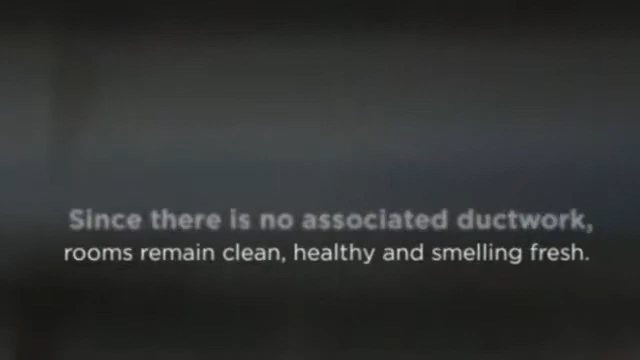 Since there is no associated ductwork,
rooms remain clean, healthy and smelling fresh.